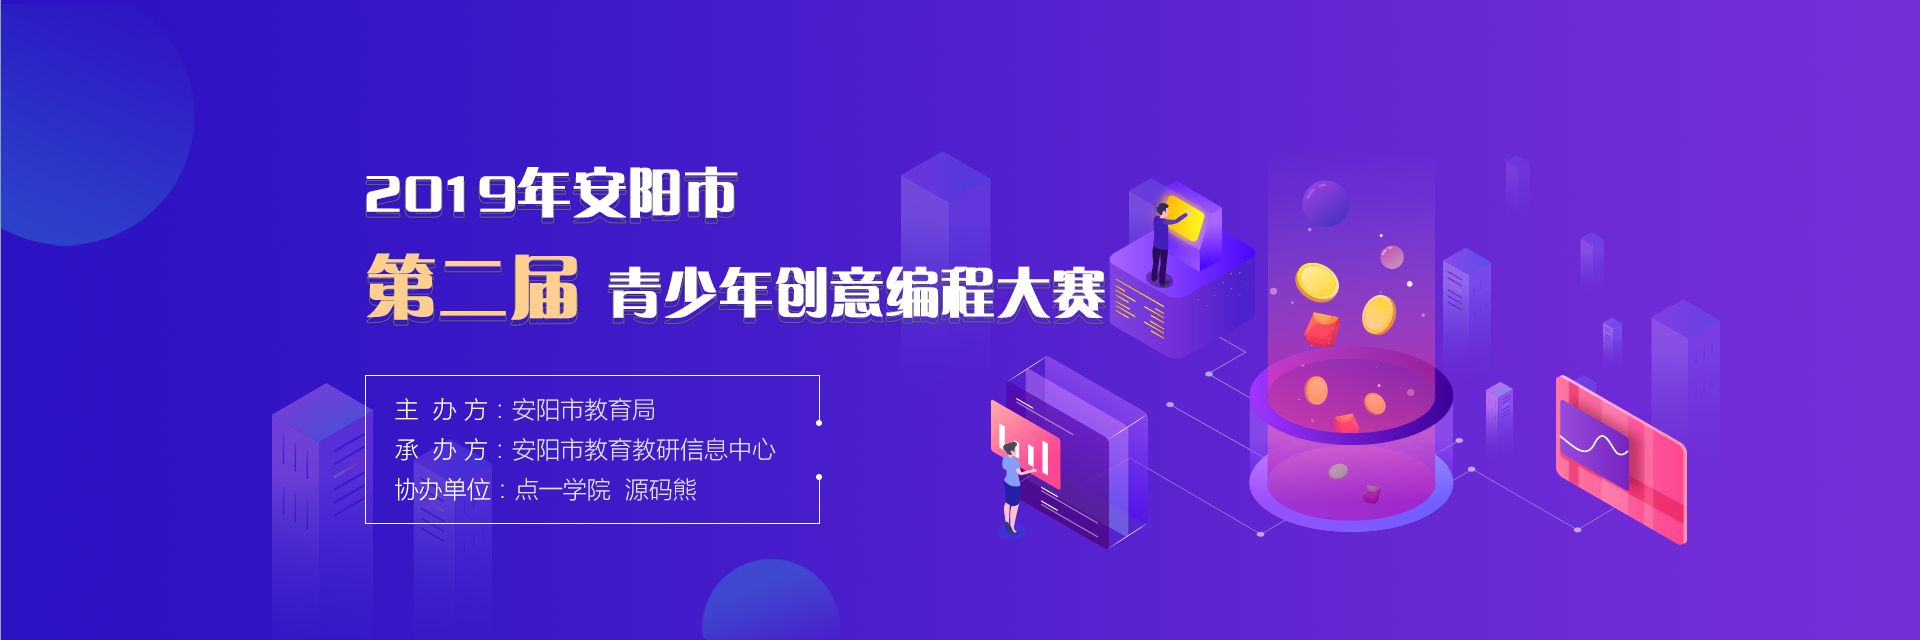 2019年安阳市
第二届 青少年创意编程大赛
主 办 方：安阳市教育局
承 办 方：安阳市教育教研信息中心
协办单位：点一学院 源码熊